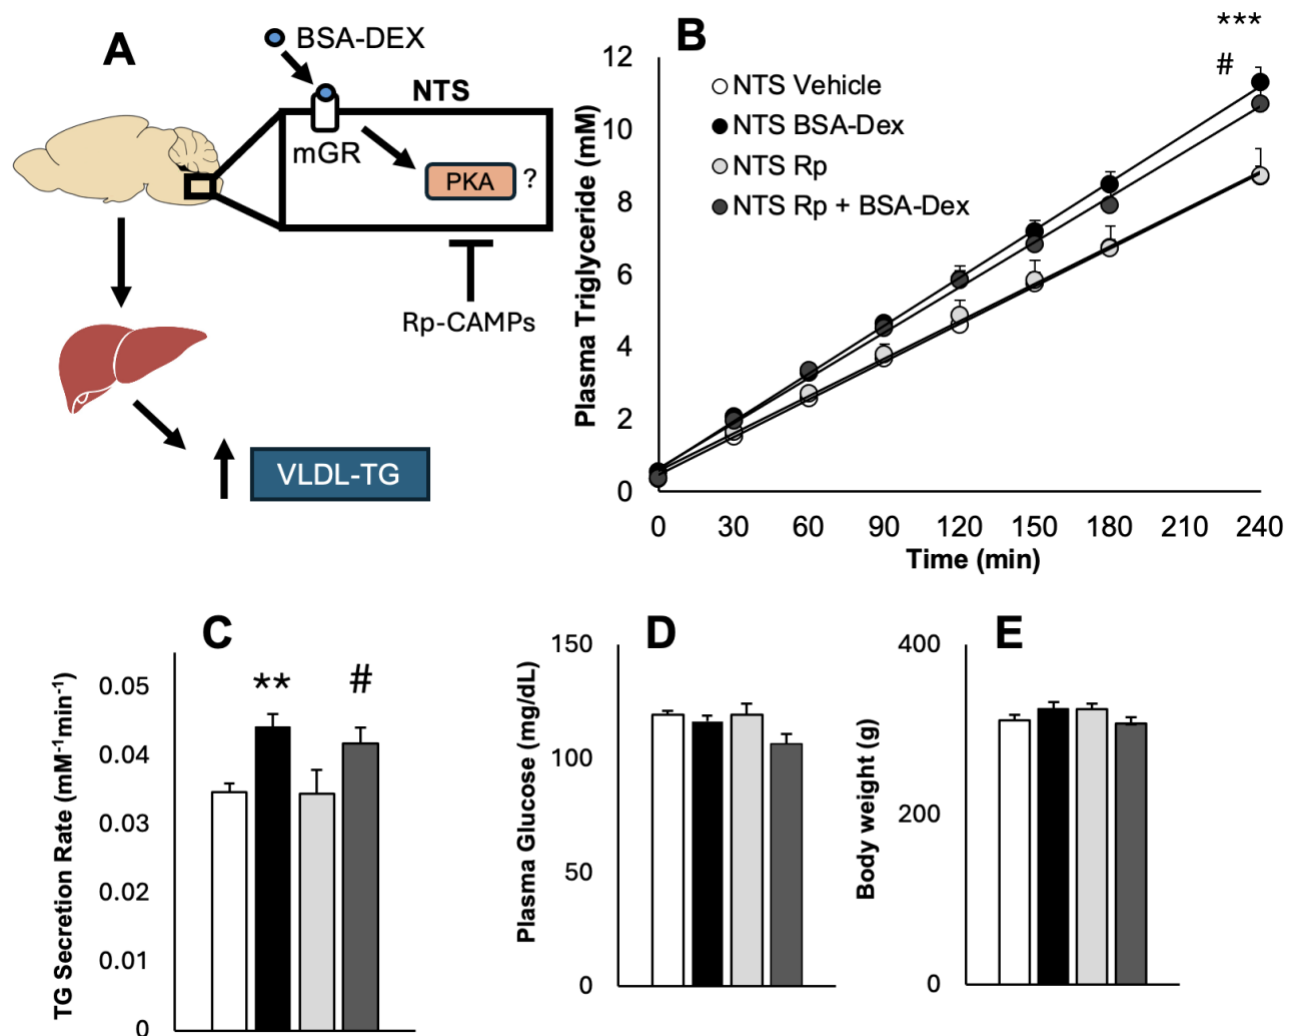 A
BSA-DEX
NTS
mGR
PKA
?
Rp-CAMPs
VLDL-TG
B
***
#
NTS Vehicle
NTS BSA-Dex
NTS Rp
NTS Rp + BSA-Dex
Plasma Triglyceride (mM)
12
10
8
6
4
2
0
0 30 60 90 120 150 180 210 240
Time (min)
C
**
#
TG Secretion Rate (mM⁻¹min⁻¹)
0.05
0.04
0.03
0.02
0.01
0
D
Plasma Glucose (mg/dL)
150
100
50
0
E
Body weight (g)
400
200
0